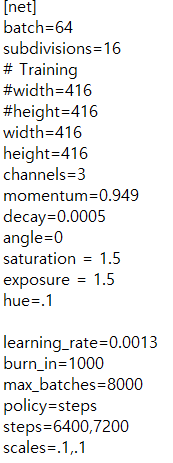 [net]
batch=64
subdivisions=16
# Training
#width=416
#height=416
width=416
height=416
channels=3
momentum=0.949
decay=0.0005
angle=0
saturation = 1.5
exposure = 1.5
hue=.1

learning_rate=0.0013
burn_in=1000
max_batches=8000
policy=steps
steps=6400,7200
scales=.1,.1